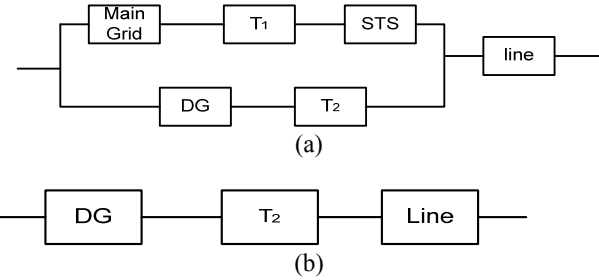 Main
Grid
T₁
STS
line
DG
T₂
(a)
DG
T₂
Line
(b)